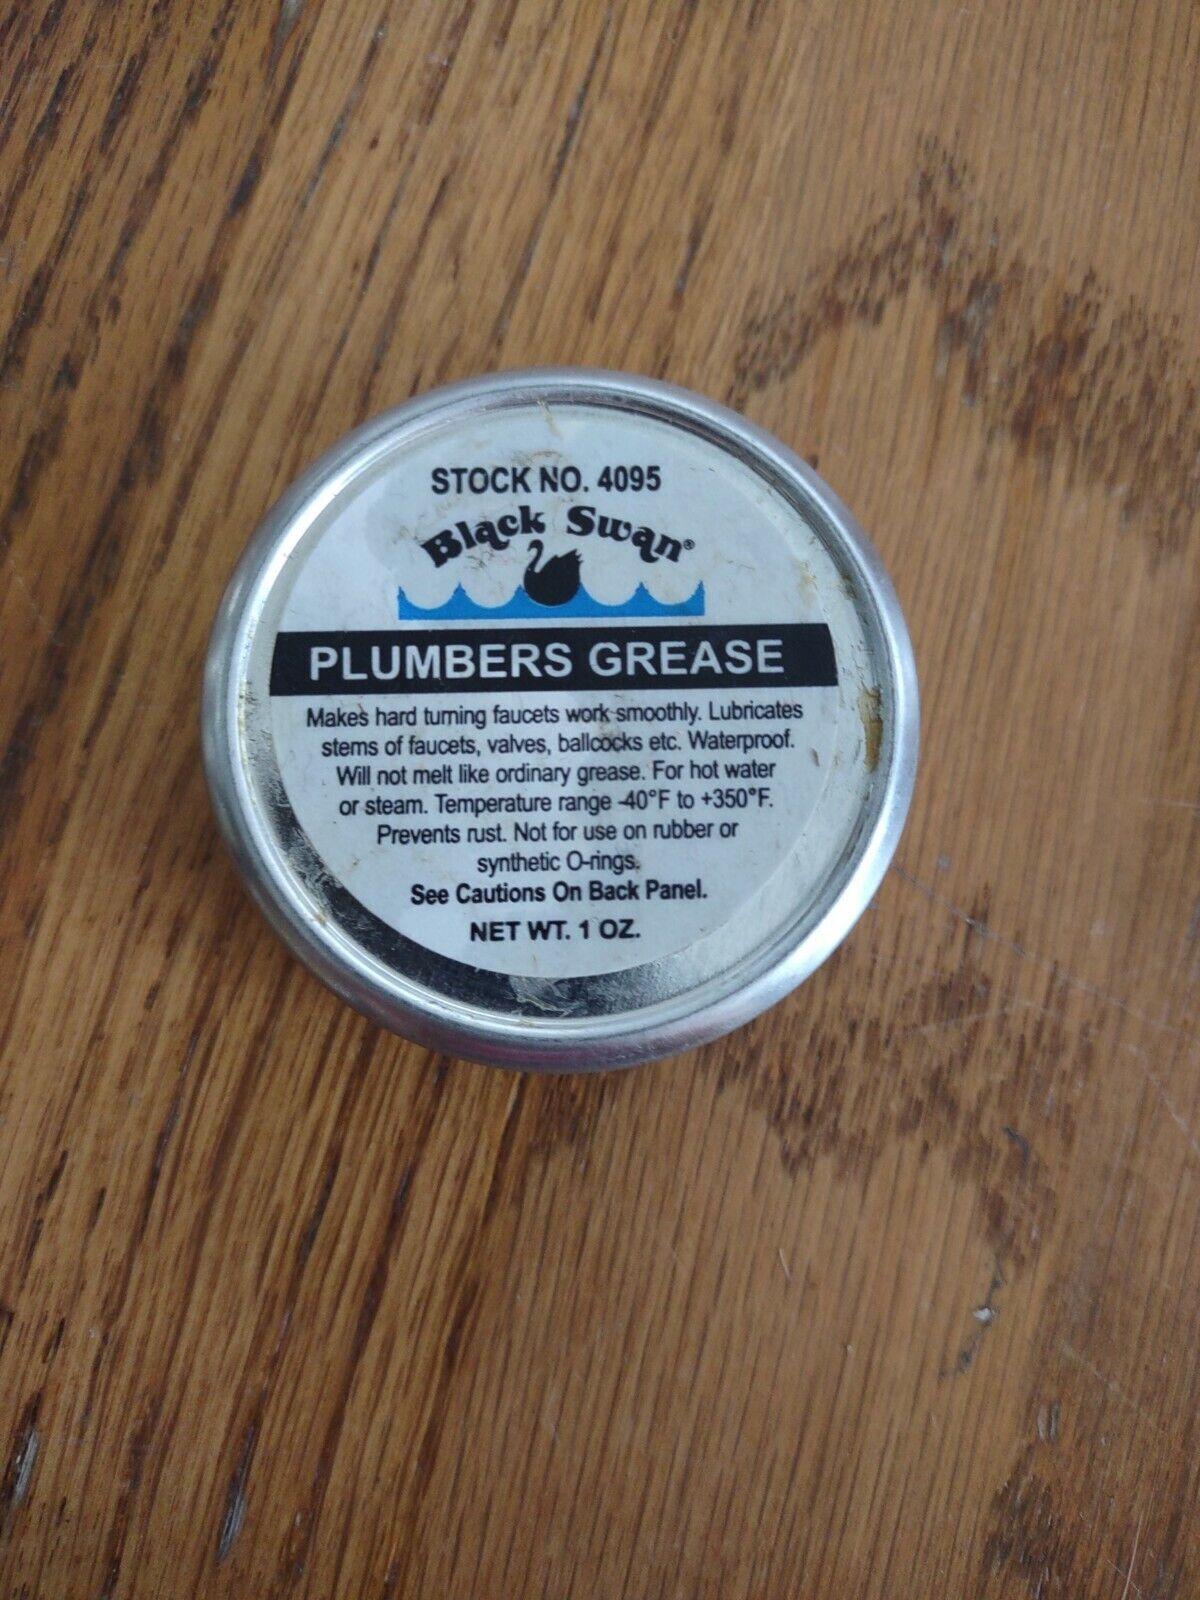 STOCK NO. 4095
Black Swan®
PLUMBERS GREASE
Makes hard turning faucets work smoothly. Lubricates
stems of faucets, valves, ballcocks etc. Waterproof.
Will not melt like ordinary grease. For hot water
or steam. Temperature range -40°F to +350°F.
Prevents rust. Not for use on rubber or
synthetic O-rings.
See Cautions On Back Panel.
NET WT. 1 OZ.